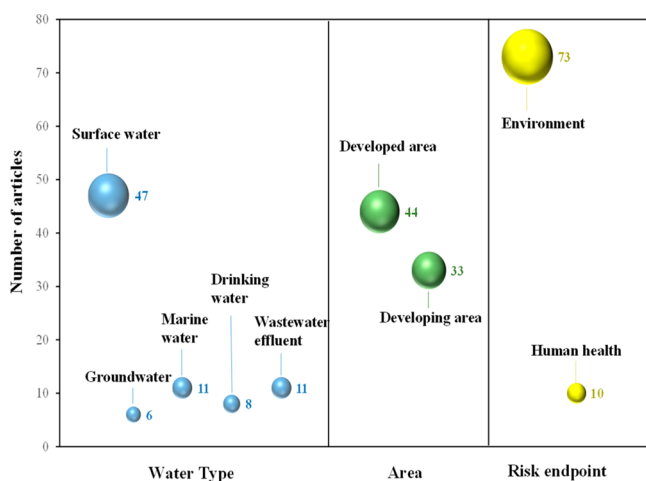 80
70
60
50
40
30
20
10
0
Number of articles
Surface water
47
Groundwater
6
Marine
water
11
Drinking
water
8
Wastewater
effluent
11
Developed area
44
33
Developing area
73
Environment
Human health
10
Water Type
Area
Risk endpoint